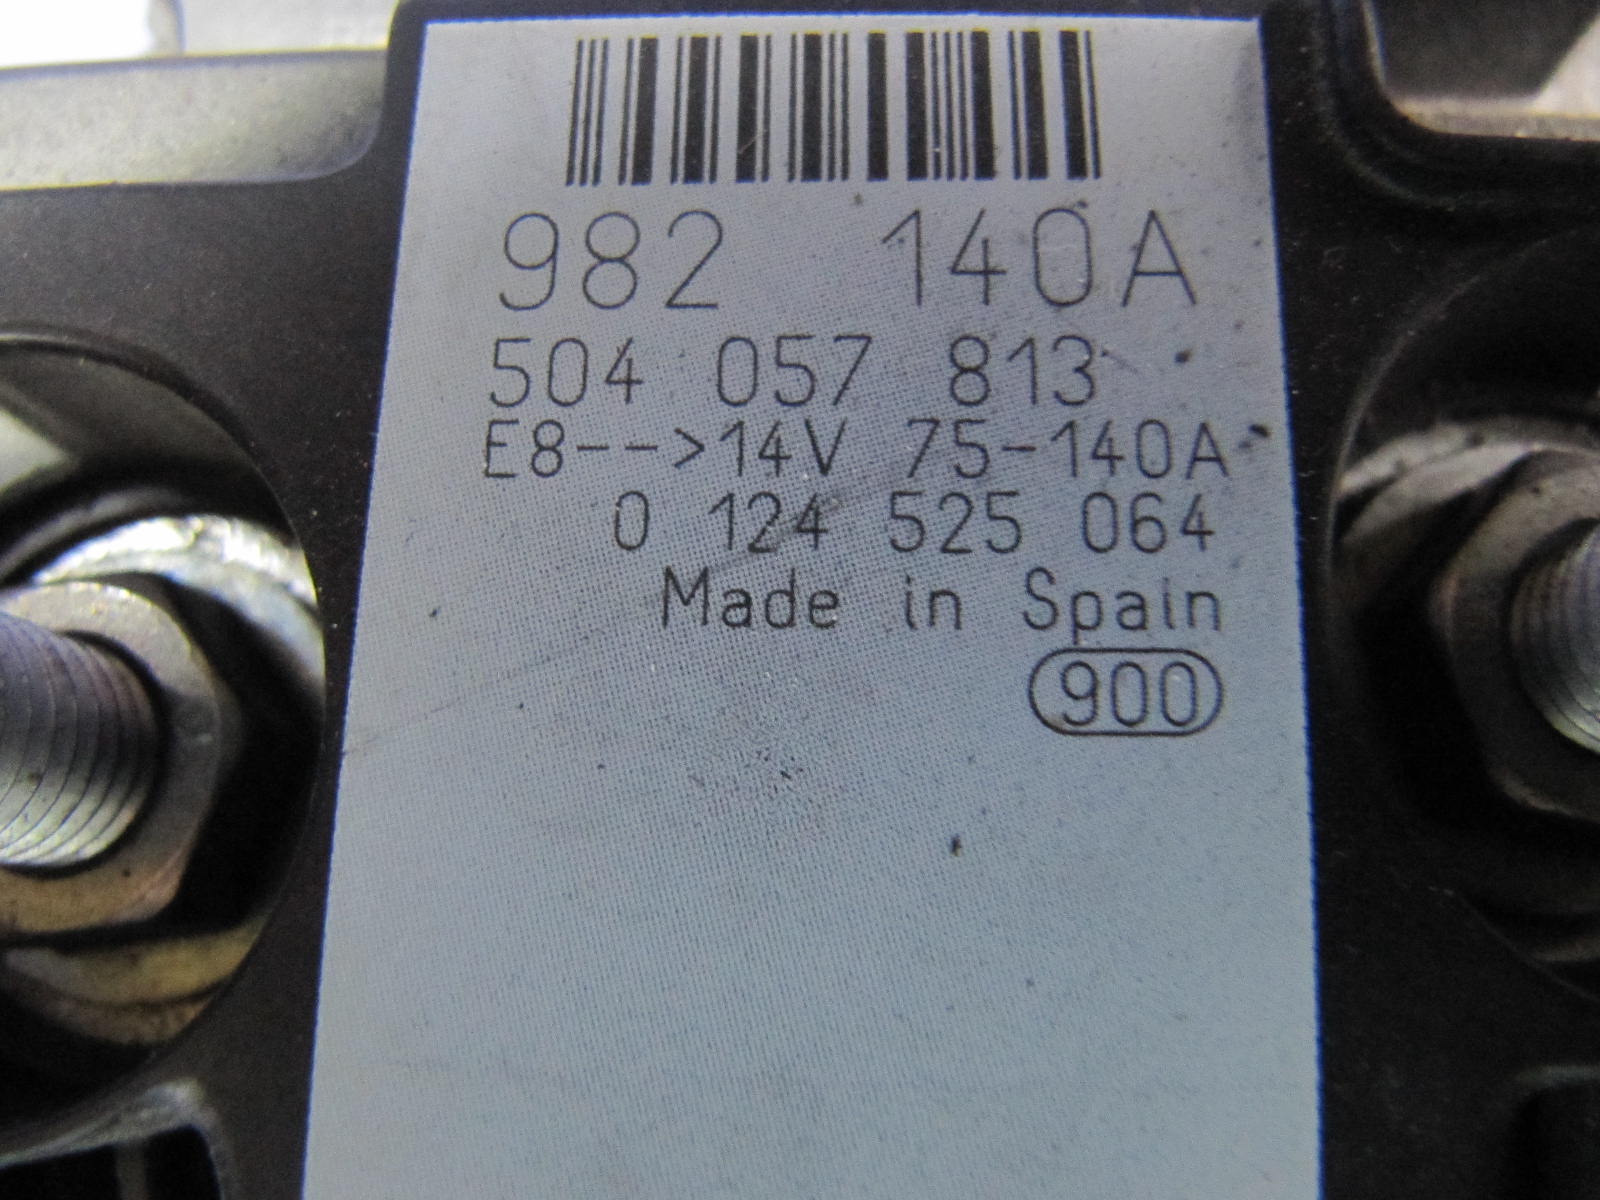 982 140A
504 057 813
E8-->14V 75-140A
0 124 525 064
Made in Spain
900